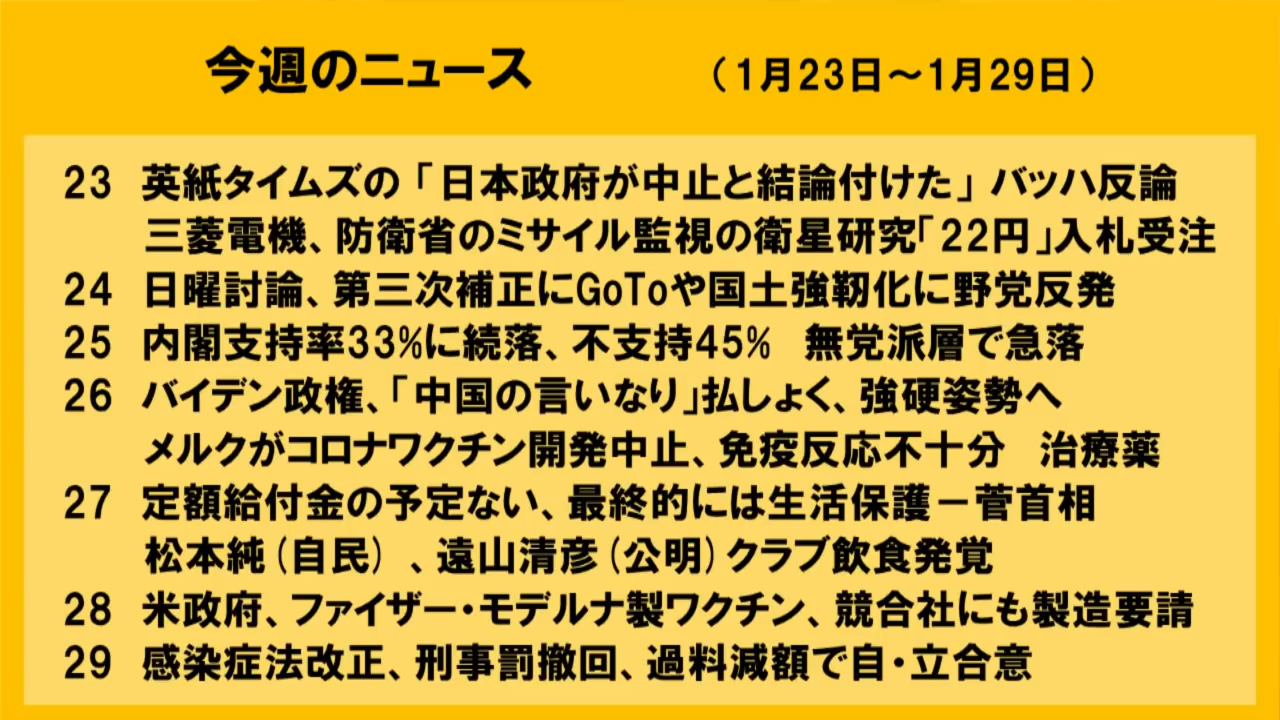 今週のニュース （1月23日～1月29日）
23 英紙タイムズの「日本政府が中止と結論付けた」 バッハ反論
三菱電機、防衛省のミサイル監視の衛星研究「22円」入札受注
24 日曜討論、第三次補正にGoToや国土強靭化に野党反発
25 内閣支持率33%に続落、不支持45% 無党派層で急落
26 バイデン政権、「中国の言いなり」払しょく、強硬姿勢へ
メルクがコロナワクチン開発中止、免疫反応不十分 治療薬
27 定額給付金の予定ない、最終的には生活保護－菅首相
松本純(自民) 、遠山清彦(公明)クラブ飲食発覚
28 米政府、ファイザー・モデルナ製ワクチン、競合社にも製造要請
29 感染症法改正、刑事罰撤回、過料減額で自・立合意